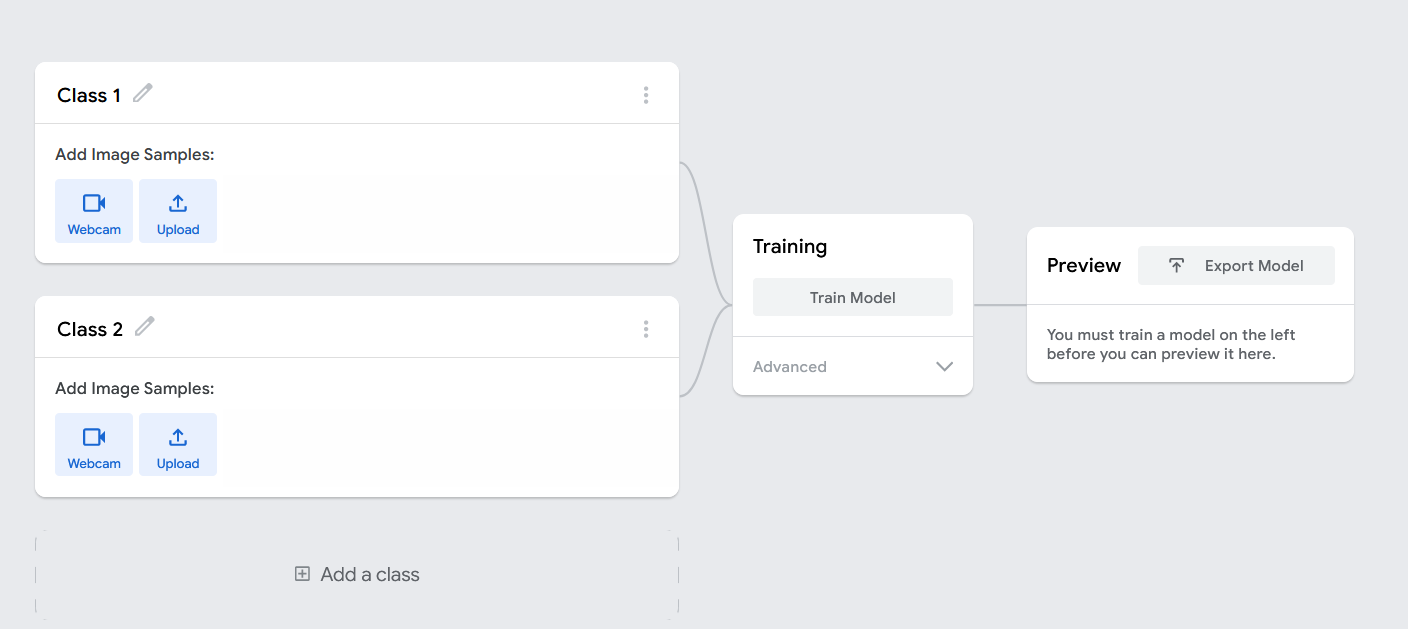 Class 1
Add Image Samples:
Webcam
Upload
Class 2
Add Image Samples:
Webcam
Upload
Add a class
Training
Train Model
Advanced
Preview
Export Model
You must train a model on the left
before you can preview it here.